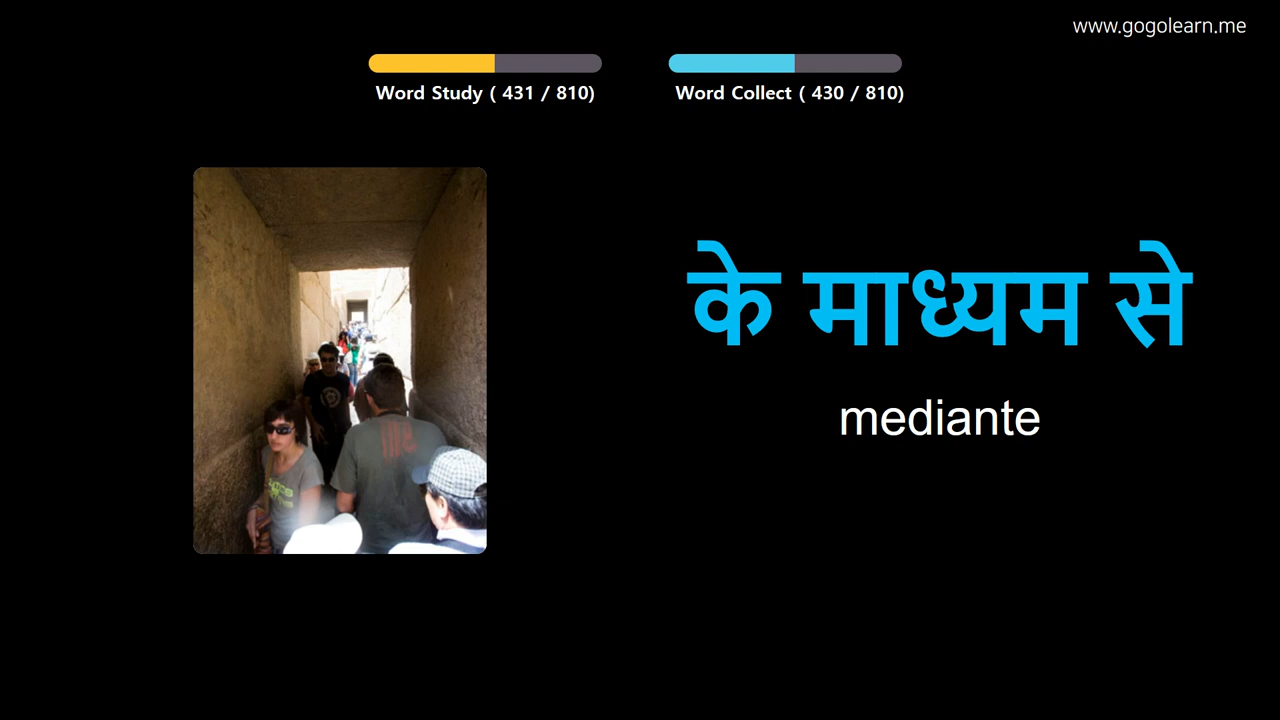 www.gogolearn.me
Word Study ( 431 / 810)
Word Collect ( 430 / 810)
के माध्यम से
mediante